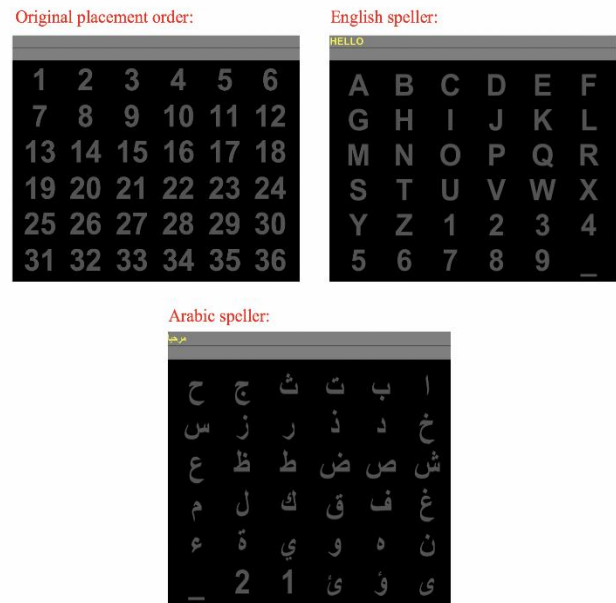 Original placement order:
1 2 3 4 5 6
7 8 9 10 11 12
13 14 15 16 17 18
19 20 21 22 23 24
25 26 27 28 29 30
31 32 33 34 35 36
English speller:
HELLO
A B C D E F
G H I J K L
M N O P Q R
S T U V W X
Y Z 1 2 3 4
5 6 7 8 9 _
Arabic speller:
مرحبا
ا ب ت ث ج ح
خ د ذ ر ز س
ش ص ض ط ظ ع
غ ف ق ك ل م
ن ه و ي ة ء
ى ؤ ئ 1 2 _